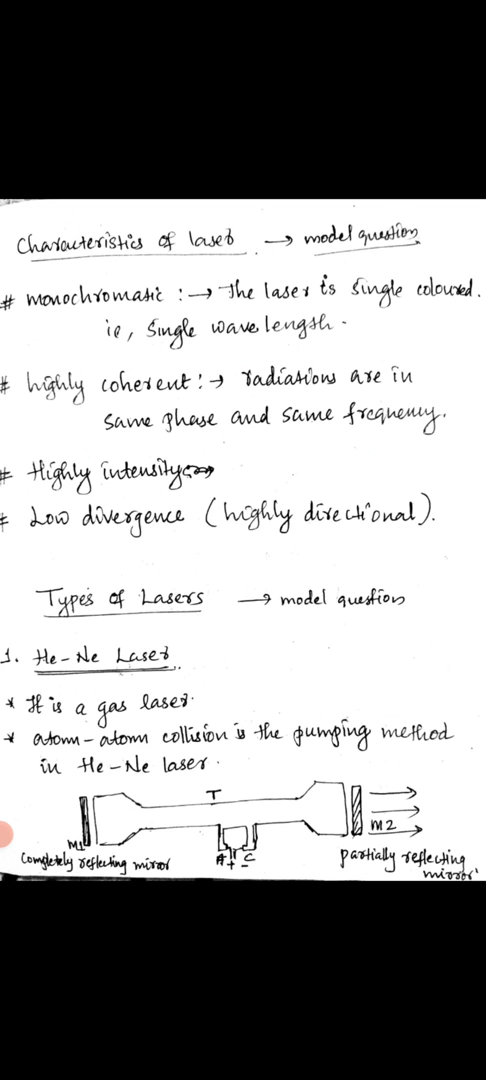 Characteristics of laser → model question
# monochromatic : → The laser is single coloured.
ie, single wavelength.
# highly coherent : → radiations are in
same phase and same frequency.
# Highly intensity
# Low divergence (highly directional).
Types of Lasers → model question
1. He-Ne Laser
* It is a gas laser.
* atom-atom collision is the pumping method
in He-Ne laser.
T
M1
M2
A + - C
Completely reflecting mirror
partially reflecting
mirror